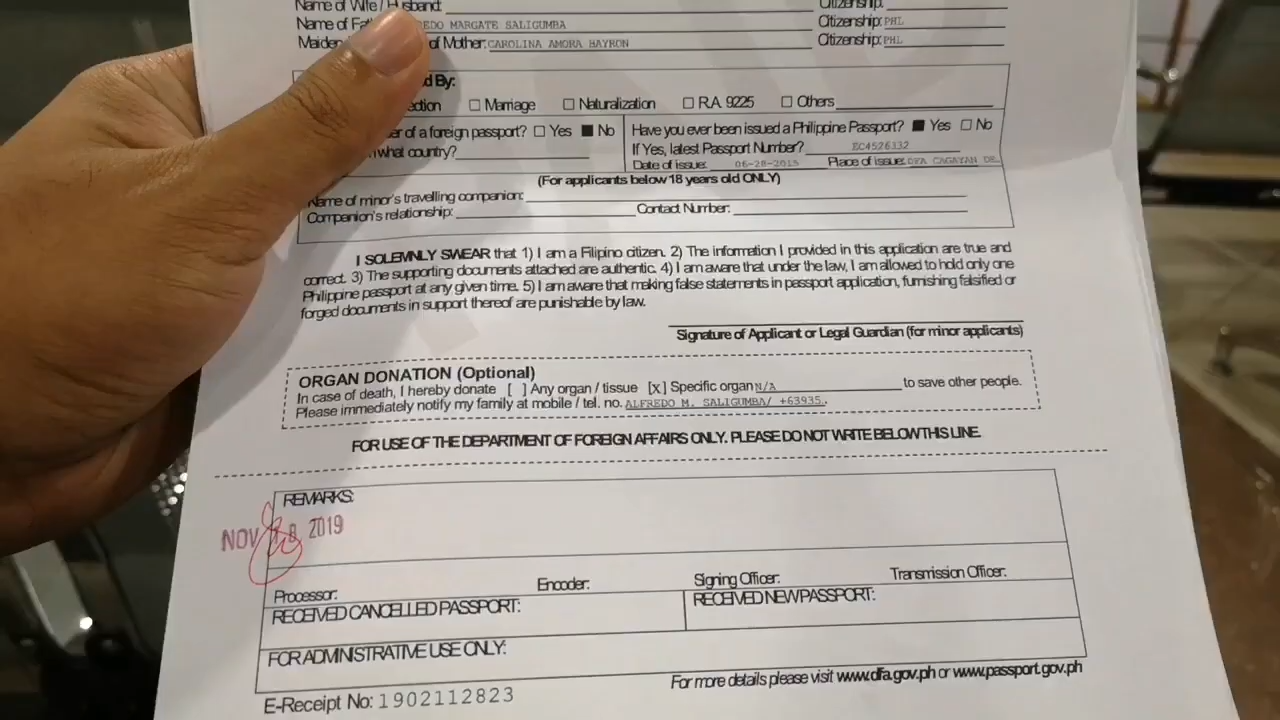 Name of Wife / Husband: Citizenship:
Name of Fat EDO MARGATE SALIGUMBA Citizenship: PHL
Maiden of Mother: CAROLINA AMORA HAYRON Citizenship: PHL
d By:
ection ☐ Marriage ☐ Naturalization ☐ R.A. 9225 ☐ Others
er of a foreign passport? ☐ Yes ■ No
what country?
Have you ever been issued a Philippine Passport? ■ Yes ☐ No
If Yes, latest Passport Number? EC4526332
Date of issue: 06-28-2015 Place of issue: DFA CAGAYAN DE
(For applicants below 18 years old ONLY)
Name of minor's travelling companion:
Companion's relationship: Contact Number:
I SOLEMNLY SWEAR that 1) I am a Filipino citizen. 2) The information I provided in this application are true and
correct. 3) The supporting documents attached are authentic. 4) I am aware that under the law, I am allowed to hold only one
Philippine passport at any given time. 5) I am aware that making false statements in passport application, furnishing falsified or
forged documents in support thereof are punishable by law.
Signature of Applicant or Legal Guardian (for minor applicants)
ORGAN DONATION (Optional)
In case of death, I hereby donate [ ] Any organ / tissue [x] Specific organ N/A to save other people.
Please immediately notify my family at mobile / tel. no. ALFREDO M. SALIGUMBA/ +63935.
FOR USE OF THE DEPARTMENT OF FOREIGN AFFAIRS ONLY. PLEASE DO NOT WRITE BELOW THIS LINE.
REMARKS:
NOV 2019
Processor: Encoder: Signing Officer: Transmission Officer:
RECEIVED CANCELLED PASSPORT: RECEIVED NEW PASSPORT:
FOR ADMINISTRATIVE USE ONLY:
For more details please visit www.dfa.gov.ph or www.passport.gov.ph
E-Receipt No: 1902112823